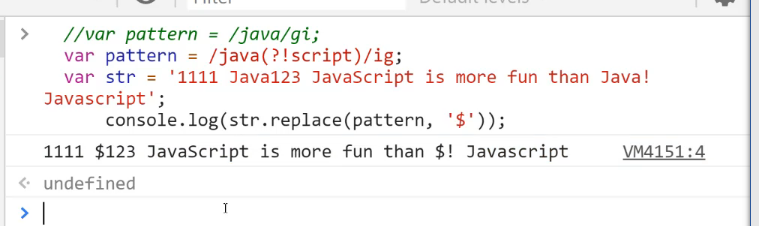 Filter
Default levels
//var pattern = /java/gi;
var pattern = /java(?!script)/ig;
var str = '1111 Java123 JavaScript is more fun than Java!
Javascript';
console.log(str.replace(pattern, '$'));
1111 $123 JavaScript is more fun than $! Javascript VM4151:4
undefined